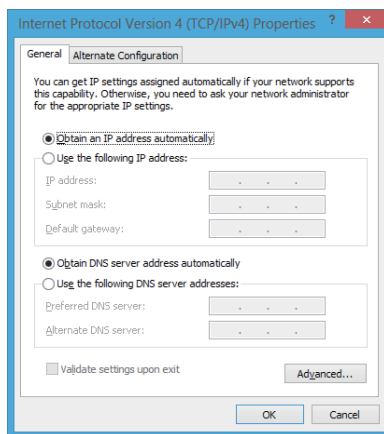 Internet Protocol Version 4 (TCP/IPv4) Properties ? ×
General Alternate Configuration
You can get IP settings assigned automatically if your network supports
this capability. Otherwise, you need to ask your network administrator
for the appropriate IP settings.
Obtain an IP address automatically
Use the following IP address:
IP address:
Subnet mask:
Default gateway:
Obtain DNS server address automatically
Use the following DNS server addresses:
Preferred DNS server:
Alternate DNS server:
Validate settings upon exit
Advanced...
OK Cancel